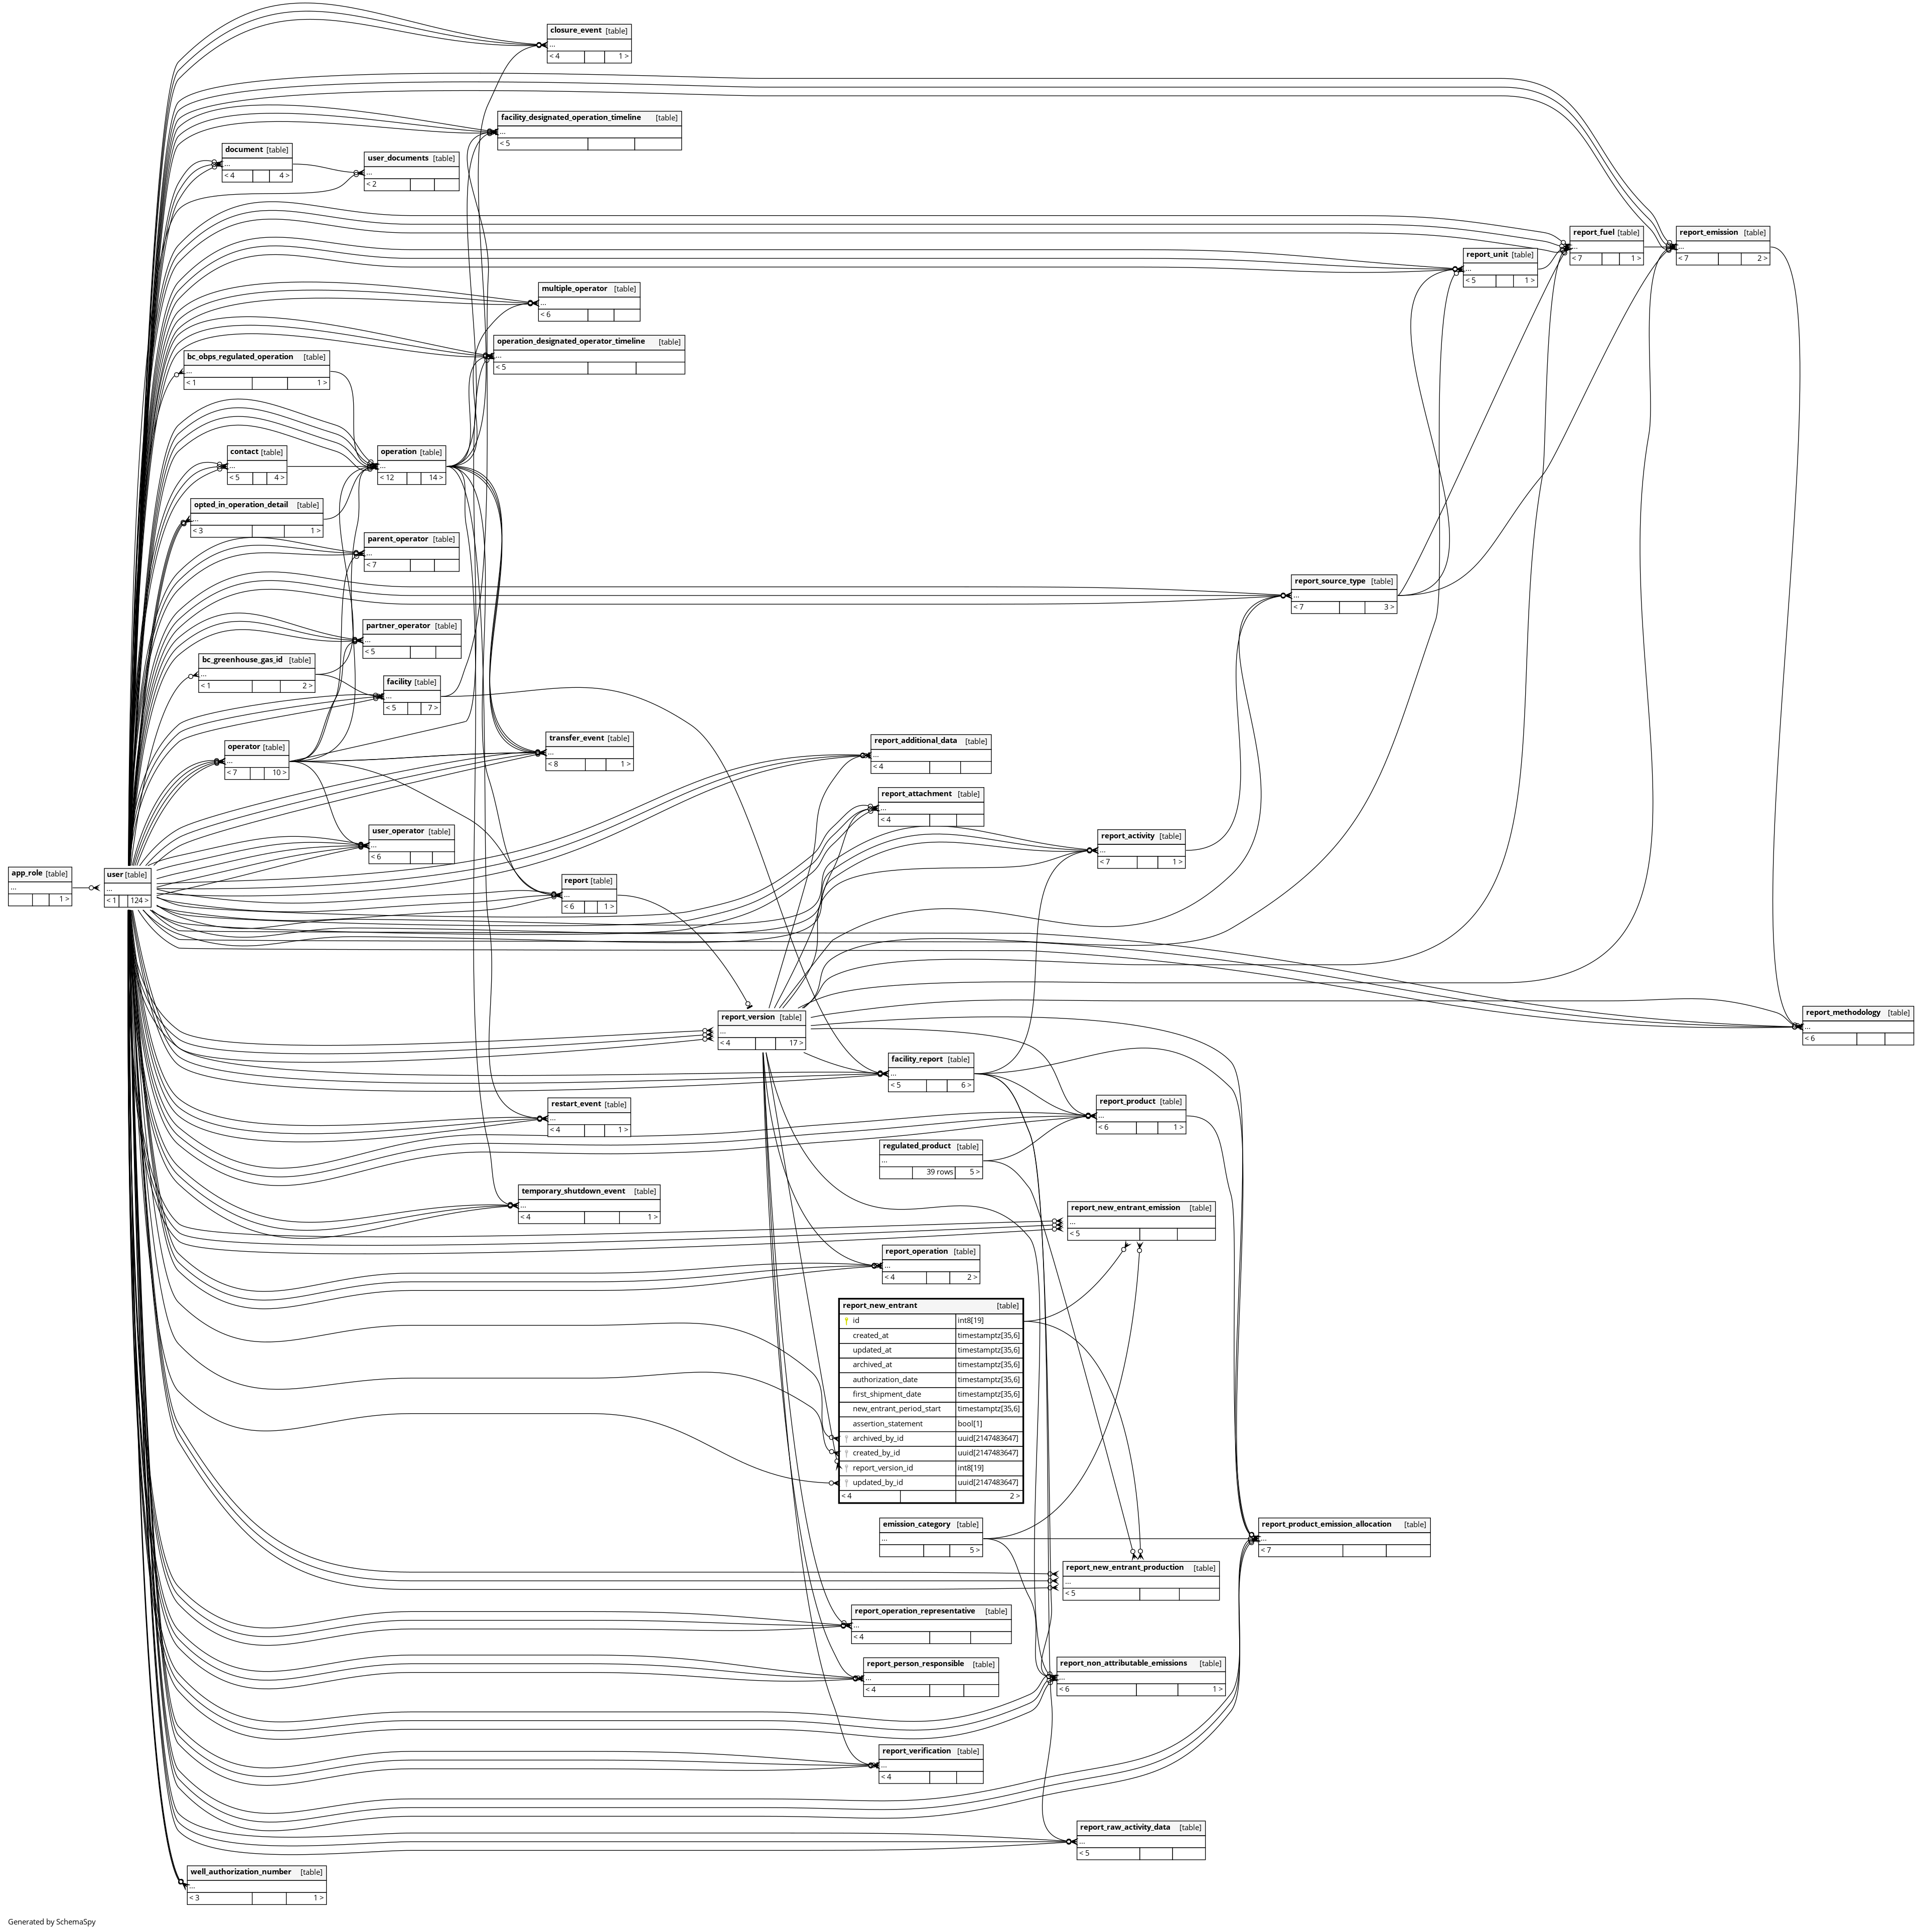 closure_event [table]
...
< 4 1 >
facility_designated_operation_timeline [table]
...
< 5
document [table]
...
< 4 4 >
user_documents [table]
...
< 2
report_fuel [table]
...
< 7 1 >
report_emission [table]
...
< 7 2 >
report_unit [table]
...
< 5 1 >
multiple_operator [table]
...
< 6
operation_designated_operator_timeline [table]
...
< 5
bc_obps_regulated_operation [table]
...
< 1 1 >
contact [table]
...
< 5 4 >
operation [table]
...
< 12 14 >
opted_in_operation_detail [table]
...
< 3 1 >
parent_operator [table]
...
< 7
report_source_type [table]
...
< 7 3 >
partner_operator [table]
...
< 5
bc_greenhouse_gas_id [table]
...
< 1 2 >
facility [table]
...
< 5 7 >
operator [table]
...
< 7 10 >
transfer_event [table]
...
< 8 1 >
report_additional_data [table]
...
< 4
report_attachment [table]
...
< 4
user_operator [table]
...
< 6
report_activity [table]
...
< 7 1 >
app_role [table]
...
1 >
user [table]
...
< 1 124 >
report [table]
...
< 6 1 >
report_version [table]
...
< 4 17 >
report_methodology [table]
...
< 6
facility_report [table]
...
< 5 6 >
restart_event [table]
...
< 4 1 >
report_product [table]
...
< 6 1 >
regulated_product [table]
...
39 rows 5 >
temporary_shutdown_event [table]
...
< 4 1 >
report_new_entrant_emission [table]
...
< 5
report_operation [table]
...
< 4 2 >
report_new_entrant [table]
id int8[19]
created_at timestamptz[35,6]
updated_at timestamptz[35,6]
archived_at timestamptz[35,6]
authorization_date timestamptz[35,6]
first_shipment_date timestamptz[35,6]
new_entrant_period_start timestamptz[35,6]
assertion_statement bool[1]
archived_by_id uuid[2147483647]
created_by_id uuid[2147483647]
report_version_id int8[19]
updated_by_id uuid[2147483647]
< 4 2 >
emission_category [table]
...
5 >
report_product_emission_allocation [table]
...
< 7
report_new_entrant_production [table]
...
< 5
report_operation_representative [table]
...
< 4
report_person_responsible [table]
...
< 4
report_non_attributable_emissions [table]
...
< 6 1 >
report_verification [table]
...
< 4
report_raw_activity_data [table]
...
< 5
well_authorization_number [table]
...
< 3 1 >
Generated by SchemaSpy